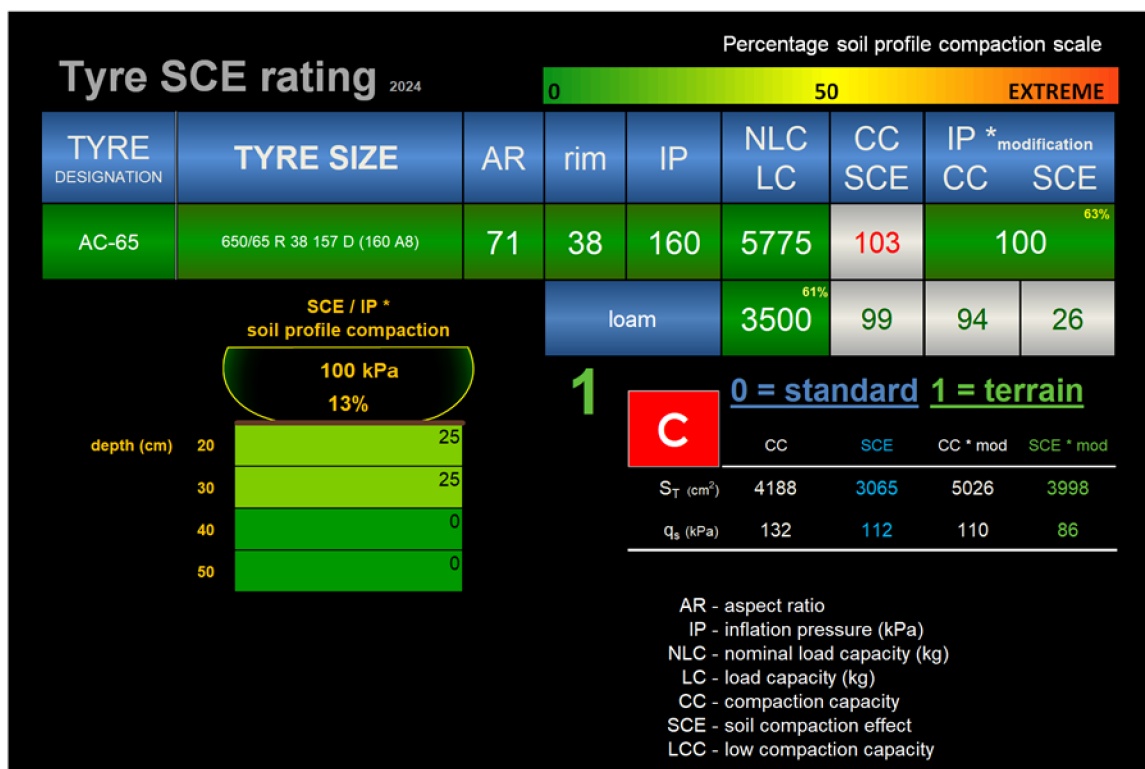 Percentage soil profile compaction scale
Tyre SCE rating 2024
0 50 EXTREME
TYRE DESIGNATION TYRE SIZE AR rim IP NLC LC CC SCE IP *modification CC SCE
AC-65 650/65 R 38 157 D (160 A8) 71 38 160 5775 103 100 63%
loam 3500 61% 99 94 26
SCE / IP *
soil profile compaction
100 kPa
13%
depth (cm) 20 25
30 25
40 0
50 0
1 0 = standard 1 = terrain
C
CC SCE CC * mod SCE * mod
ST (cm²) 4188 3065 5026 3998
qs (kPa) 132 112 110 86
AR - aspect ratio
IP - inflation pressure (kPa)
NLC - nominal load capacity (kg)
LC - load capacity (kg)
CC - compaction capacity
SCE - soil compaction effect
LCC - low compaction capacity